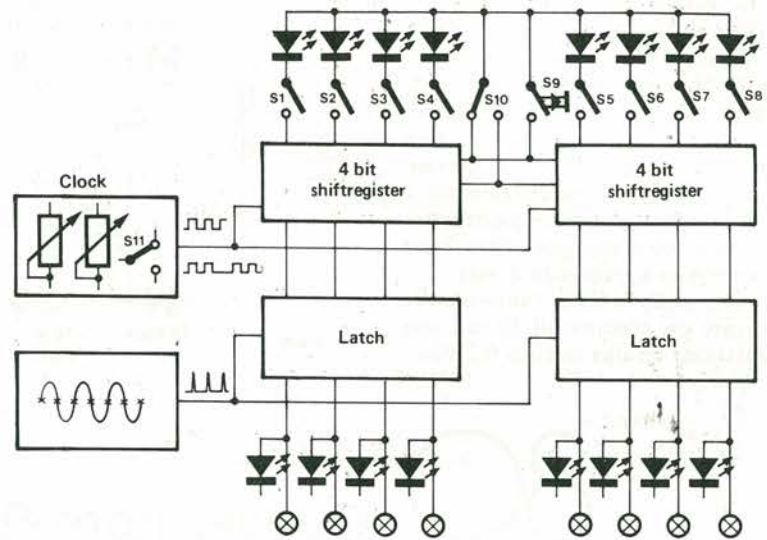 S1
S2
S3
S4
S10
S9
S5
S6
S7
S8
4 bit
shiftregister
4 bit
shiftregister
Clock
S11
Latch
Latch